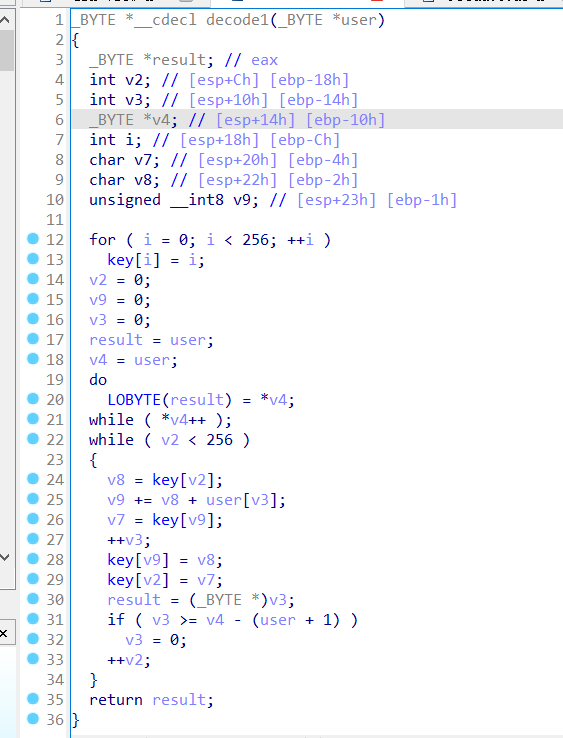 1 _BYTE *__cdecl decode1(_BYTE *user)
2 {
3   _BYTE *result; // eax
4   int v2; // [esp+Ch] [ebp-18h]
5   int v3; // [esp+10h] [ebp-14h]
6   _BYTE *v4; // [esp+14h] [ebp-10h]
7   int i; // [esp+18h] [ebp-Ch]
8   char v7; // [esp+20h] [ebp-4h]
9   char v8; // [esp+22h] [ebp-2h]
10   unsigned __int8 v9; // [esp+23h] [ebp-1h]
11
12   for ( i = 0; i < 256; ++i )
13     key[i] = i;
14   v2 = 0;
15   v9 = 0;
16   v3 = 0;
17   result = user;
18   v4 = user;
19   do
20     LOBYTE(result) = *v4;
21   while ( *v4++ );
22   while ( v2 < 256 )
23   {
24     v8 = key[v2];
25     v9 += v8 + user[v3];
26     v7 = key[v9];
27     ++v3;
28     key[v9] = v8;
29     key[v2] = v7;
30     result = (_BYTE *)v3;
31     if ( v3 >= v4 - (user + 1) )
32       v3 = 0;
33     ++v2;
34   }
35   return result;
36 }